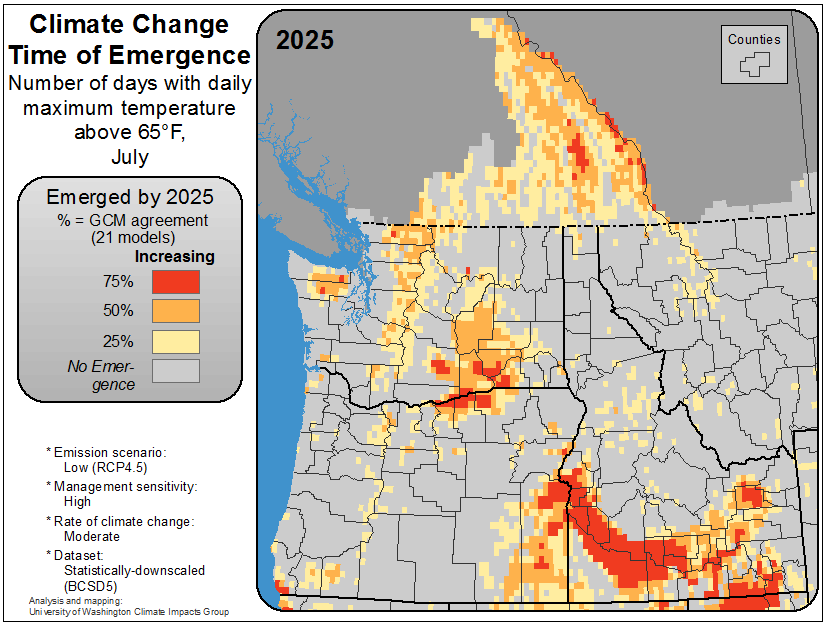 Climate Change
Time of Emergence
Number of days with daily
maximum temperature
above 65°F,
July
Emerged by 2025
% = GCM agreement
(21 models)
Increasing
75%
50%
25%
No Emer-
gence
* Emission scenario:
Low (RCP4.5)
* Management sensitivity:
High
* Rate of climate change:
Moderate
* Dataset:
Statistically-downscaled
(BCSD5)
Analysis and mapping:
University of Washington Climate Impacts Group
2025
Counties